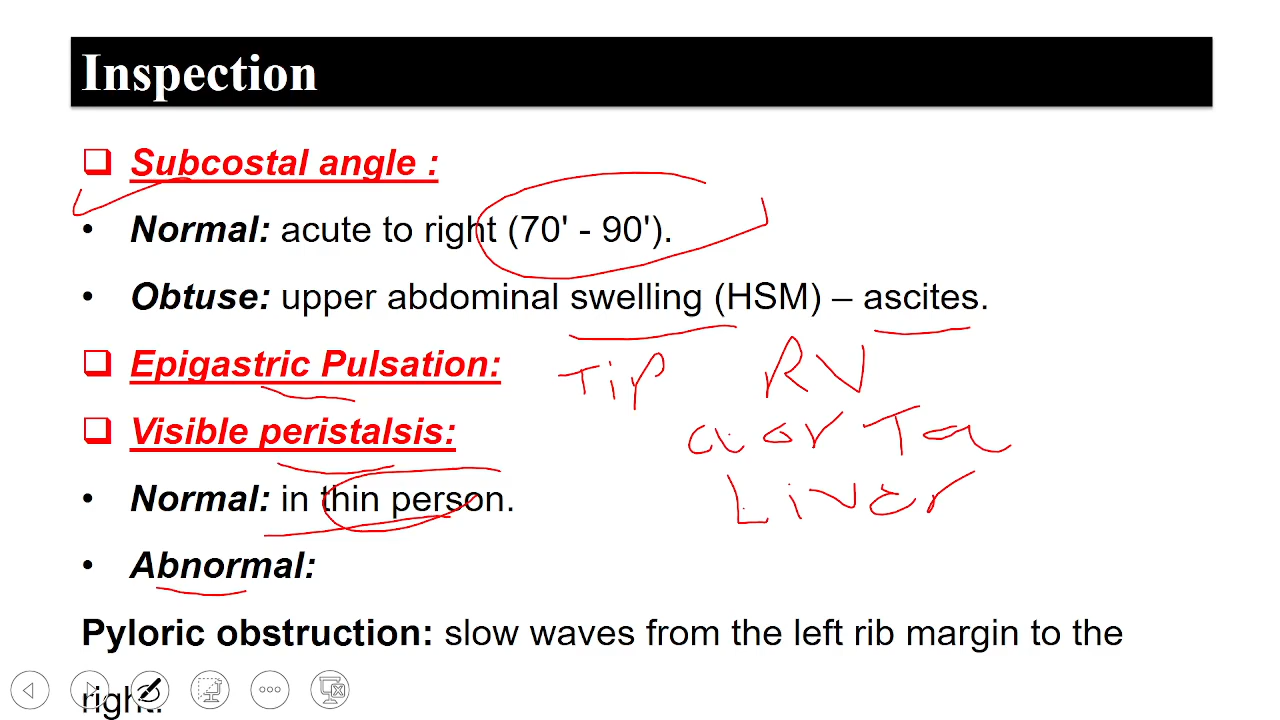 Inspection
❑ Subcostal angle :
• Normal: acute to right (70' - 90').
• Obtuse: upper abdominal swelling (HSM) – ascites.
❑ Epigastric Pulsation:
Tip RV
❑ Visible peristalsis:
aorTa
• Normal: in thin person.
Liver
• Abnormal:
Pyloric obstruction: slow waves from the left rib margin to the
right.